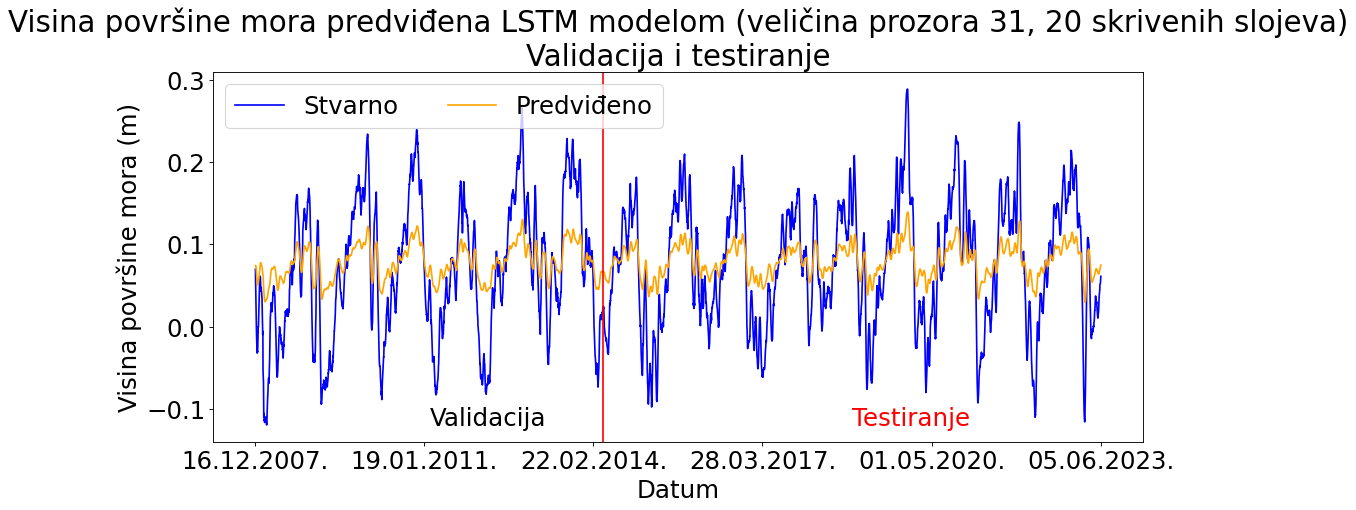 Visina površine mora predviđena LSTM modelom (veličina prozora 31, 20 skrivenih slojeva)
Validacija i testiranje
Stvarno
Predviđeno
Visina površine mora (m)
0.3
0.2
0.1
0.0
−0.1
Validacija
Testiranje
16.12.2007.
19.01.2011.
22.02.2014.
28.03.2017.
01.05.2020.
05.06.2023.
Datum